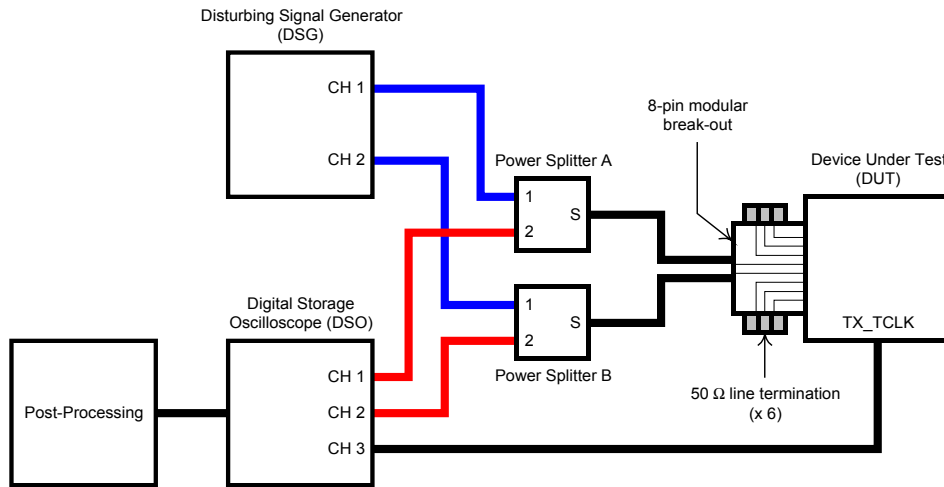 Disturbing Signal Generator
(DSG)
CH 1
CH 2
8-pin modular
break-out
Power Splitter A
1
2
S
Device Under Test
(DUT)
TX_TCLK
Digital Storage
Oscilloscope (DSO)
CH 1
CH 2
CH 3
1
2
S
Power Splitter B
50 Ω line termination
(x 6)
Post-Processing